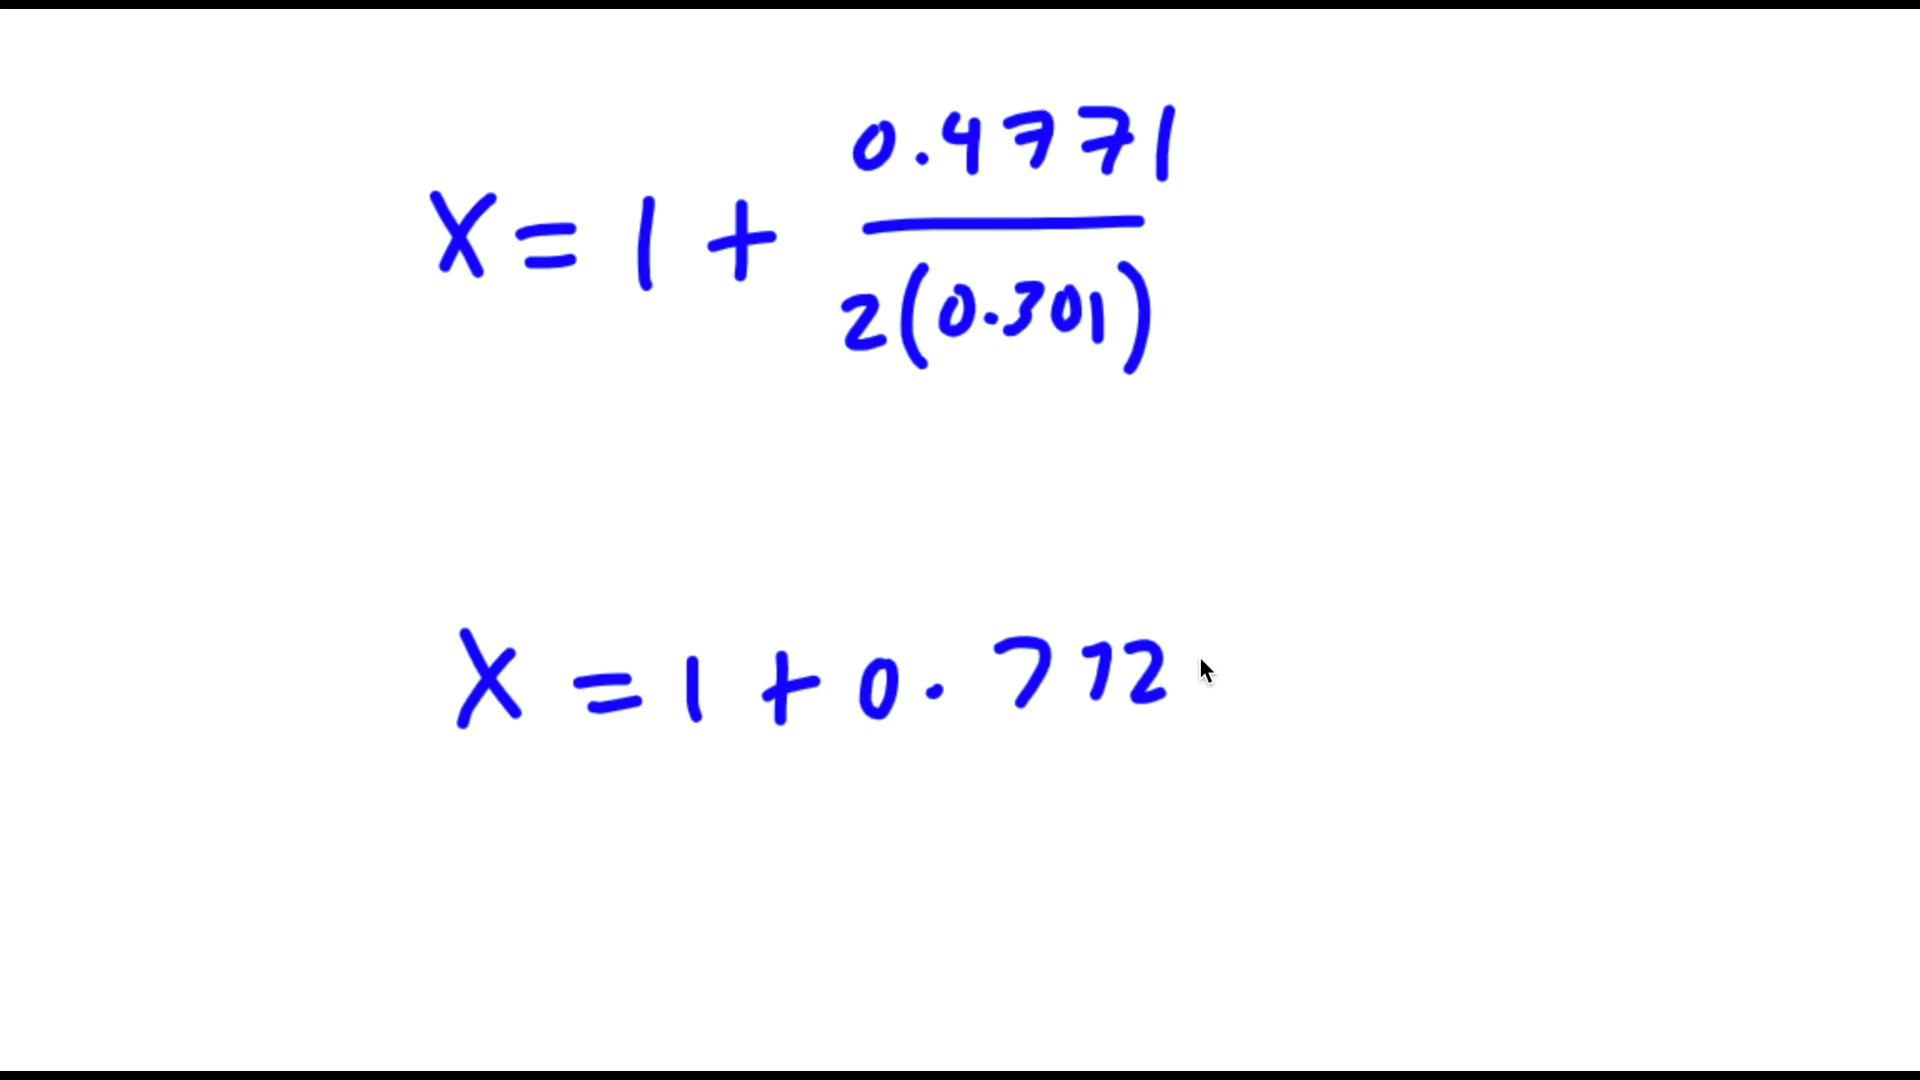 X = 1 + 0.4771 / 2(0.301)
X = 1 + 0.772